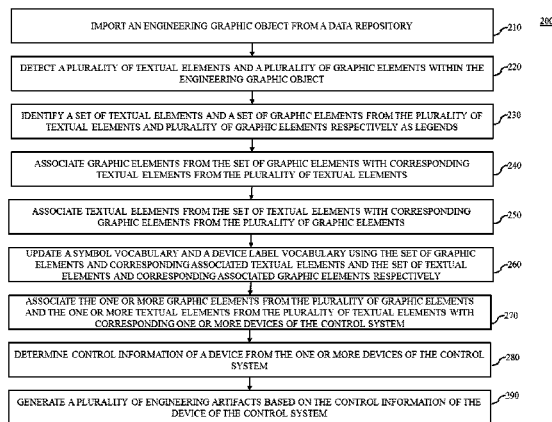 200
IMPORT AN ENGINEERING GRAPHIC OBJECT FROM A DATA REPOSITORY
210
DETECT A PLURALITY OF TEXTUAL ELEMENTS AND A PLURALITY OF GRAPHIC ELEMENTS WITHIN THE
ENGINEERING GRAPHIC OBJECT
220
IDENTIFY A SET OF TEXTUAL ELEMENTS AND A SET OF GRAPHIC ELEMENTS FROM THE PLURALITY OF
TEXTUAL ELEMENTS AND PLURALITY OF GRAPHIC ELEMENTS RESPECTIVELY AS LEGENDS
230
ASSOCIATE GRAPHIC ELEMENTS FROM THE SET OF GRAPHIC ELEMENTS WITH CORRESPONDING
TEXTUAL ELEMENTS FROM THE PLURALITY OF TEXTUAL ELEMENTS
240
ASSOCIATE TEXTUAL ELEMENTS FROM THE SET OF TEXTUAL ELEMENTS WITH CORRESPONDING
GRAPHIC ELEMENTS FROM THE PLURALITY OF GRAPHIC ELEMENTS
250
UPDATE A SYMBOL VOCABULARY AND A DEVICE LABEL VOCABULARY USING THE SET OF GRAPHIC
ELEMENTS AND CORRESPONDING ASSOCIATED TEXTUAL ELEMENTS AND THE SET OF TEXTUAL
ELEMENTS AND CORRESPONDING ASSOCIATED GRAPHIC ELEMENTS RESPECTIVELY
260
ASSOCIATE THE ONE OR MORE GRAPHIC ELEMENTS FROM THE PLURALITY OF GRAPHIC ELEMENTS
AND THE ONE OR MORE TEXTUAL ELEMENTS FROM THE PLURALITY OF TEXTUAL ELEMENTS WITH
CORRESPONDING ONE OR MORE DEVICES OF THE CONTROL SYSTEM
270
DETERMINE CONTROL INFORMATION OF A DEVICE FROM THE ONE OR MORE DEVICES OF THE CONTROL
SYSTEM
280
GENERATE A PLURALITY OF ENGINEERING ARTIFACTS BASED ON THE CONTROL INFORMATION OF THE
DEVICE OF THE CONTROL SYSTEM
290